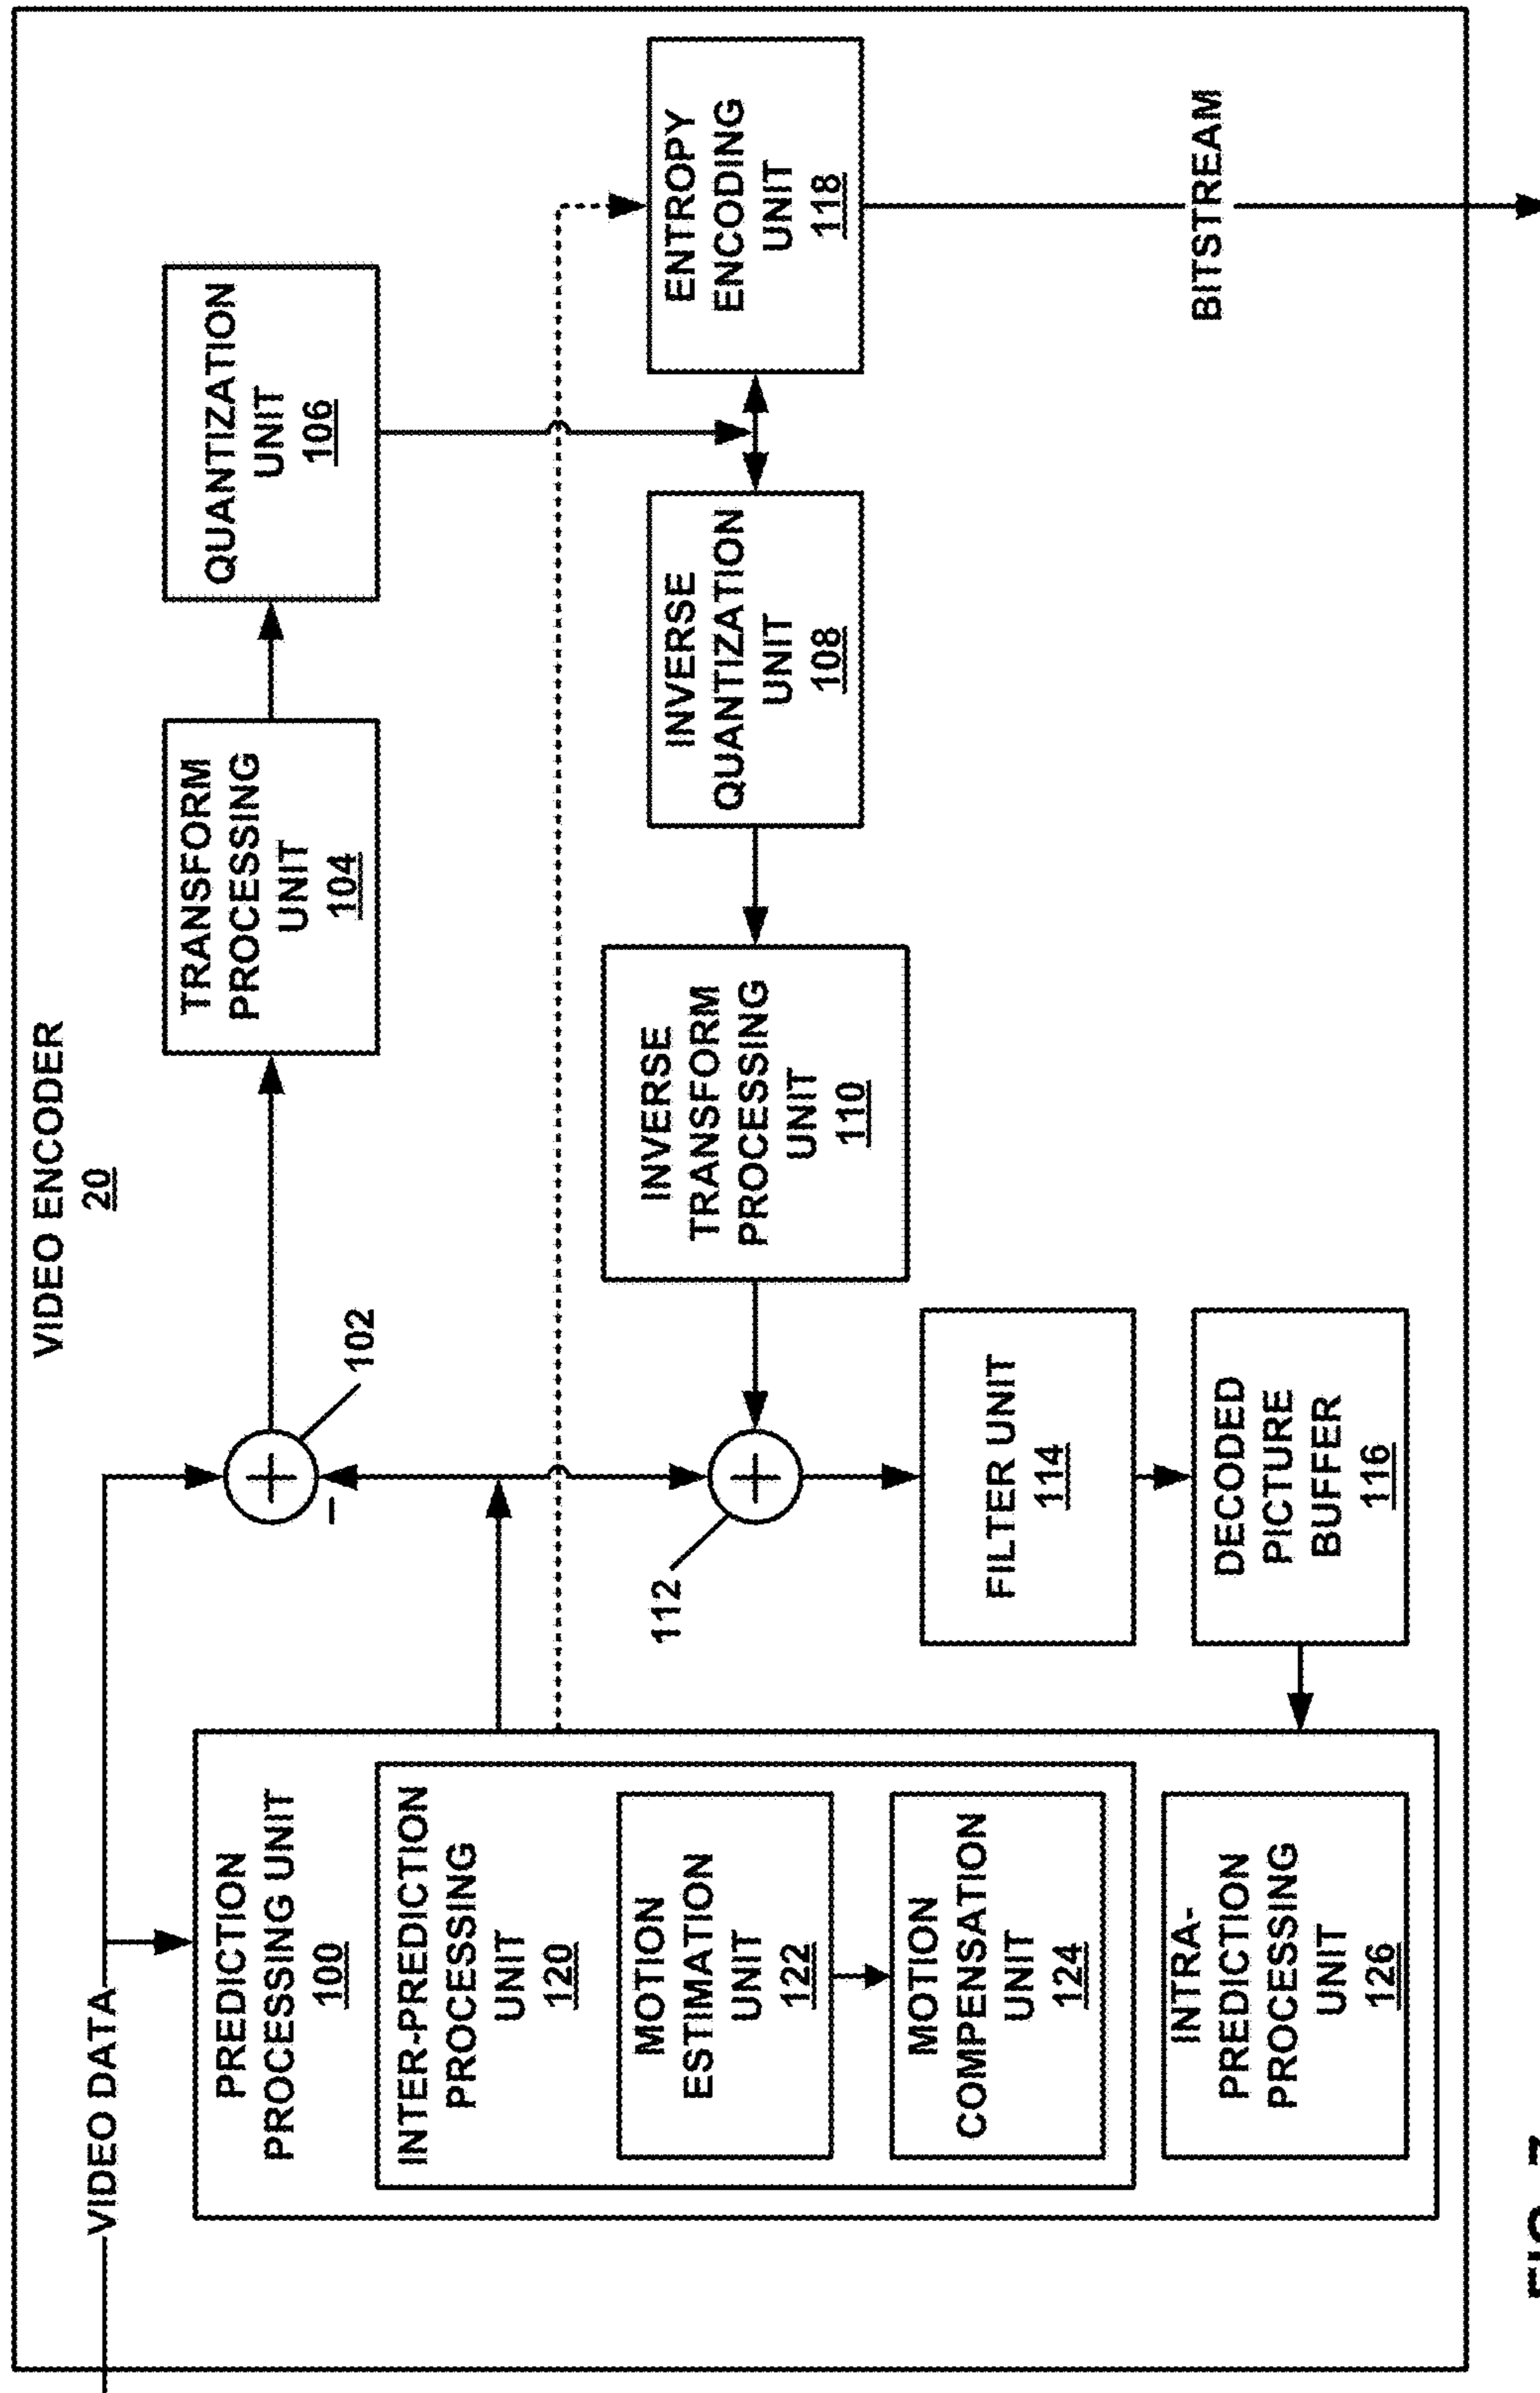 VIDEO ENCODER
20
VIDEO DATA
PREDICTION
PROCESSING UNIT
100
INTER-PREDICTION
PROCESSING
UNIT
120
MOTION
ESTIMATION
UNIT
122
MOTION
COMPENSATION
UNIT
124
INTRA-
PREDICTION
PROCESSING
UNIT
126
102
–
TRANSFORM
PROCESSING
UNIT
104
QUANTIZATION
UNIT
106
112
INVERSE
TRANSFORM
PROCESSING
UNIT
110
INVERSE
QUANTIZATION
UNIT
108
ENTROPY
ENCODING
UNIT
118
FILTER UNIT
114
DECODED
PICTURE
BUFFER
116
BITSTREAM